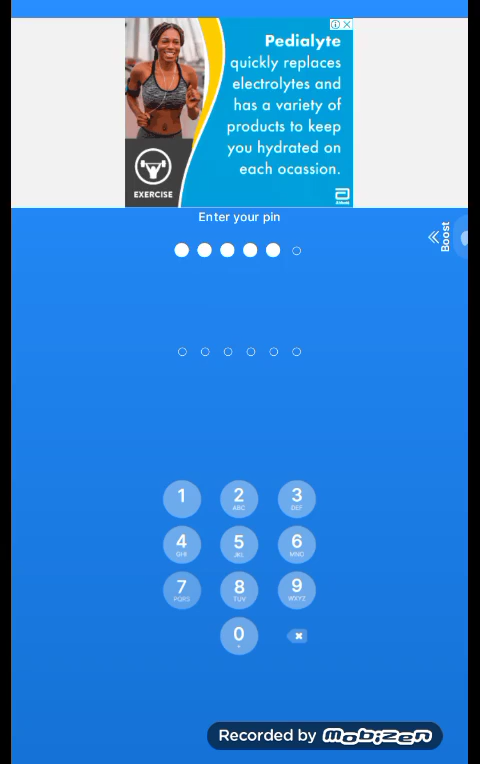 Pedialyte
quickly replaces
electrolytes and
has a variety of
products to keep
you hydrated on
each ocassion.
EXERCISE
Abbott
Enter your pin
Boost
1
2
ABC
3
DEF
4
GHI
5
JKL
6
MNO
7
PQRS
8
TUV
9
WXYZ
0
+
Recorded by Mobizen